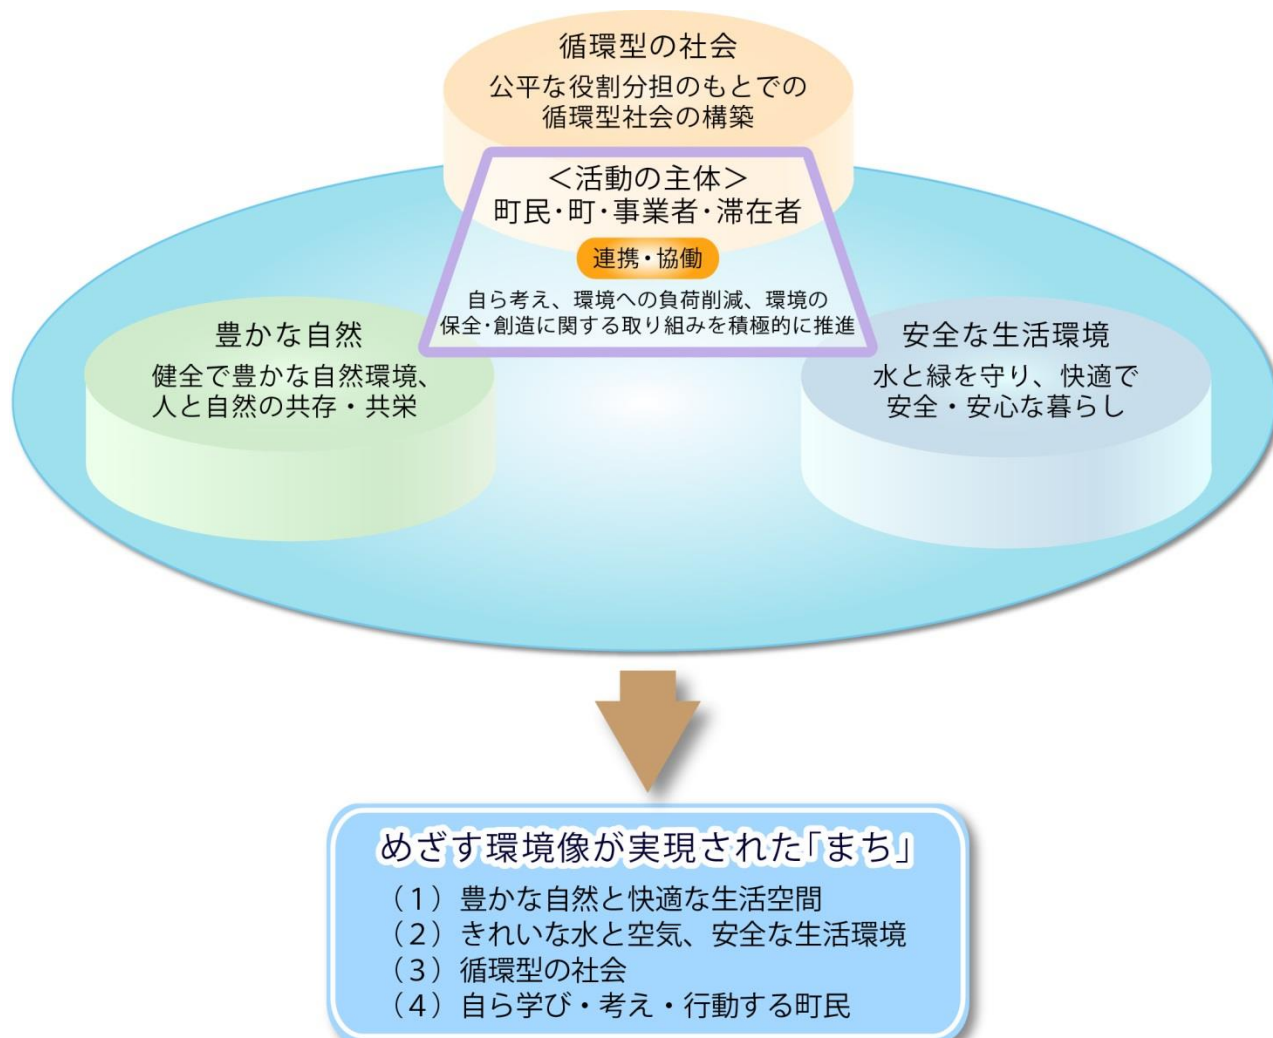 循環型の社会
公平な役割分担のもとでの
循環型社会の構築
＜活動の主体＞
町民・町・事業者・滞在者
連携・協働
自ら考え、環境への負荷削減、環境の
保全・創造に関する取り組みを積極的に推進
豊かな自然
健全で豊かな自然環境、
人と自然の共存・共栄
安全な生活環境
水と緑を守り、快適で
安全・安心な暮らし
めざす環境像が実現された「まち」
（1）豊かな自然と快適な生活空間
（2）きれいな水と空気、安全な生活環境
（3）循環型の社会
（4）自ら学び・考え・行動する町民